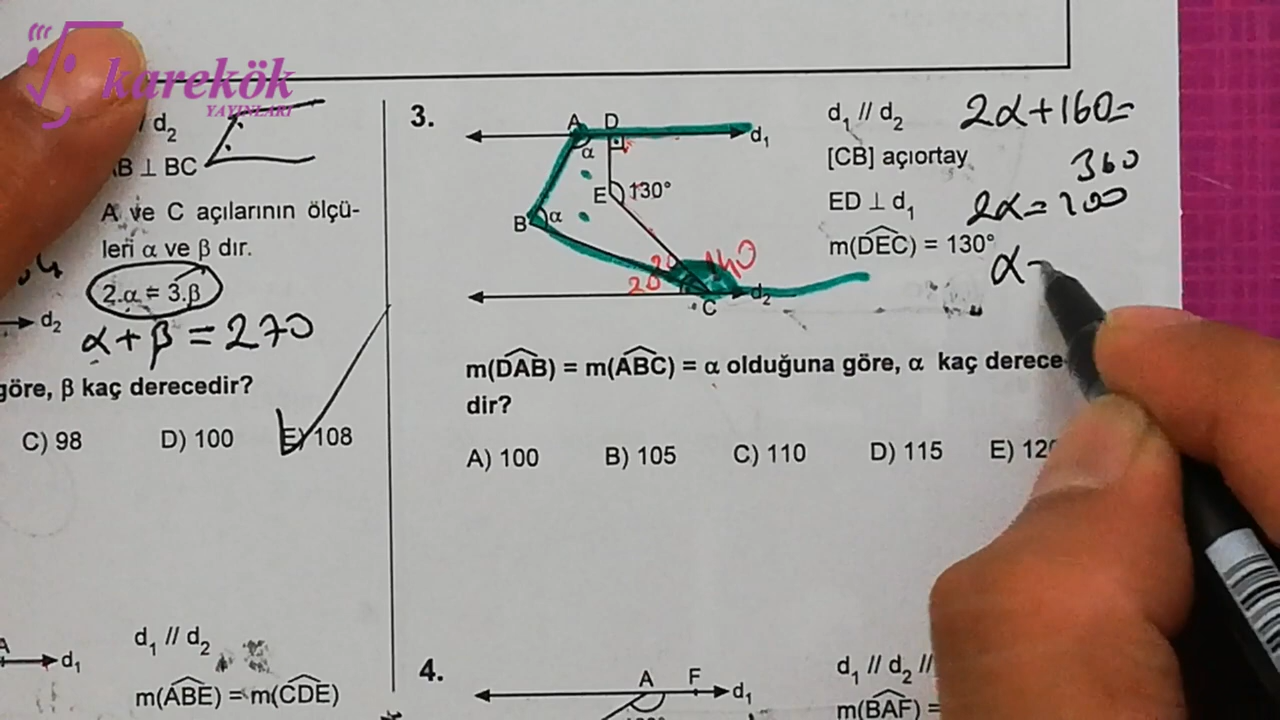 karekök
YAYINLARI
d₂
AB ⊥ BC
A ve C açılarının ölçü-
leri α ve β dır.
2.α = 3.β
d₂
α + β = 270
göre, β kaç derecedir?
C) 98 D) 100 E) 108
A
d₁
d₁ // d₂
m(ABE) = m(CDE)
3.
A D
d₁
α
E 130°
B α
20
20
140
d₂
C
d₁ // d₂
[CB] açıortay
ED ⊥ d₁
m(DEC) = 130°
2α + 160 =
360
2α = 200
α =
m(DAB) = m(ABC) = α olduğuna göre, α kaç derece-
dir?
A) 100 B) 105 C) 110 D) 115 E)
4.
A F
d₁
d₁ // d₂ //
m(BAF) =